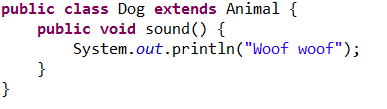 public class Dog extends Animal {
    public void sound() {
        System.out.println("Woof woof");
    }
}